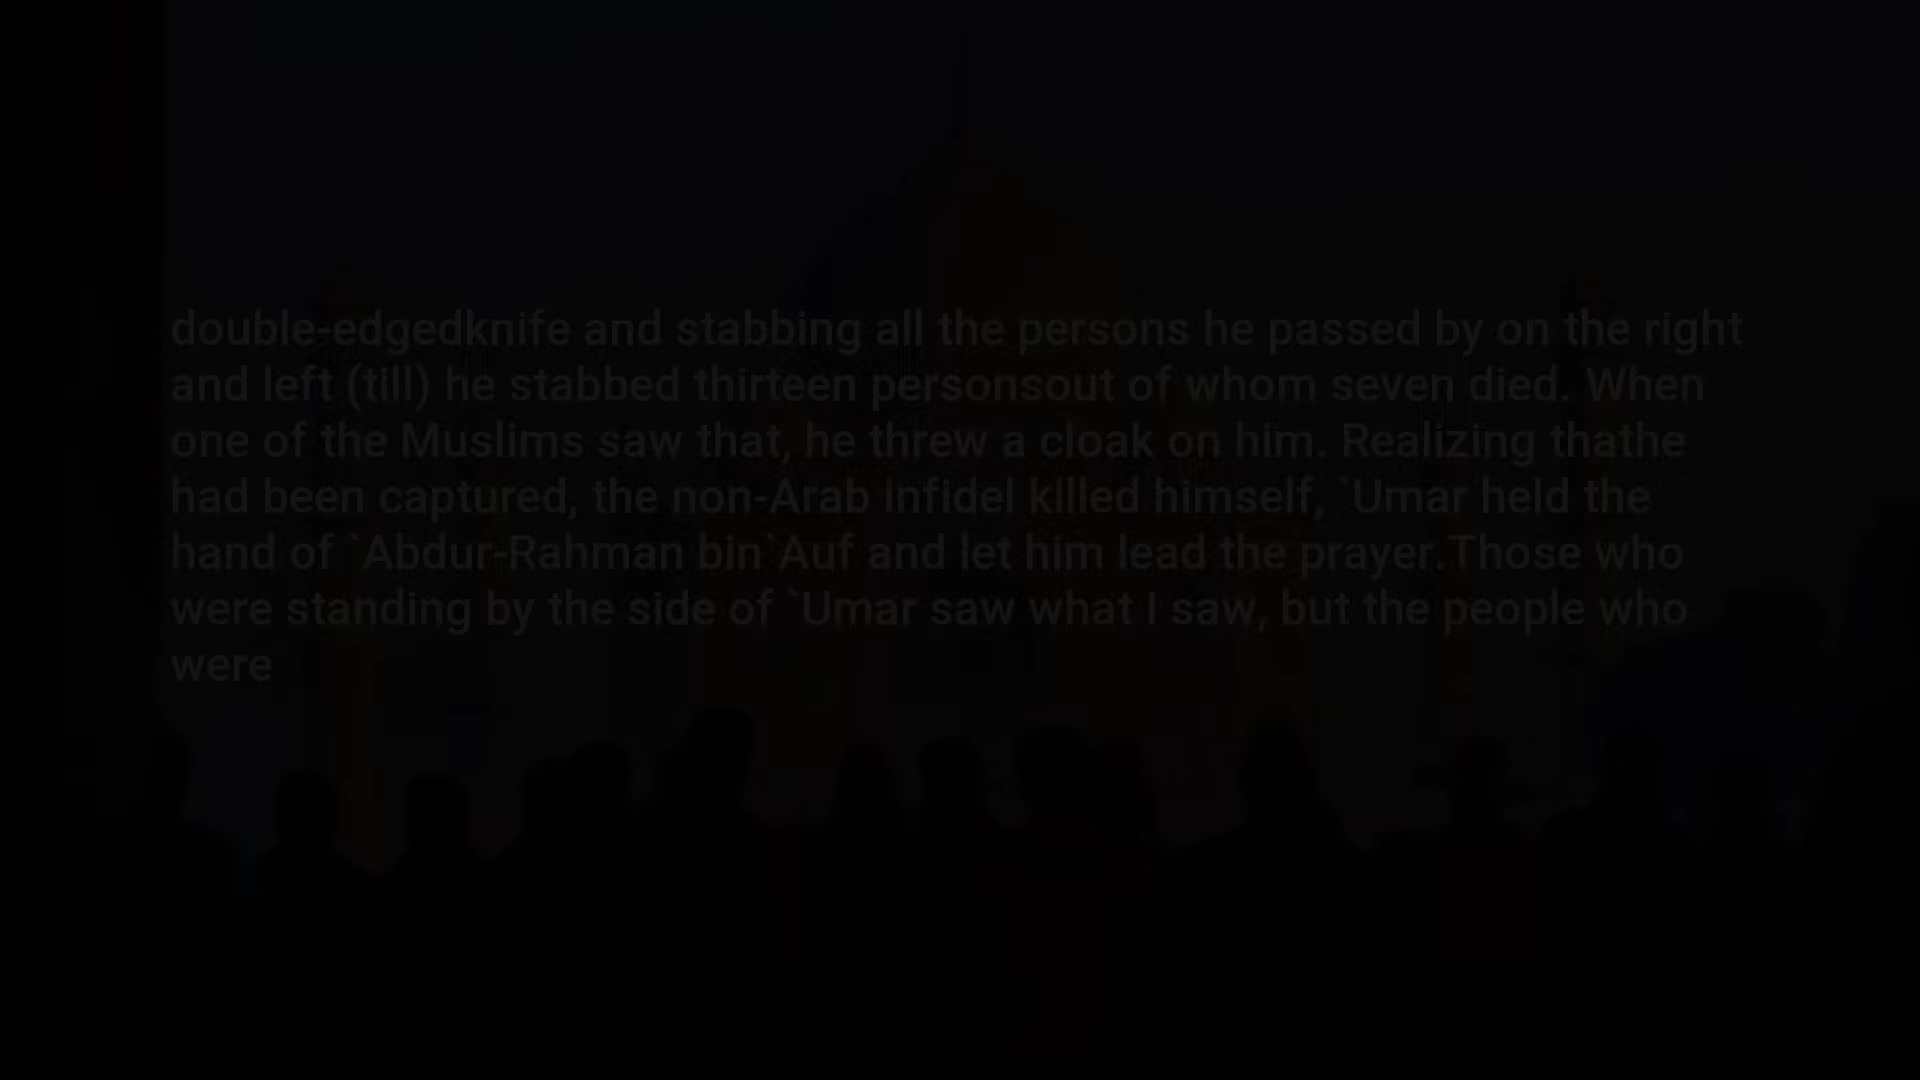 double-edgedknife and stabbing all the persons he passed by on the right
and left (till) he stabbed thirteen personsout of whom seven died. When
one of the Muslims saw that, he threw a cloak on him. Realizing thathe
had been captured, the non-Arab infidel killed himself, `Umar held the
hand of `Abdur-Rahman bin`Auf and let him lead the prayer.Those who
were standing by the side of `Umar saw what I saw, but the people who
were